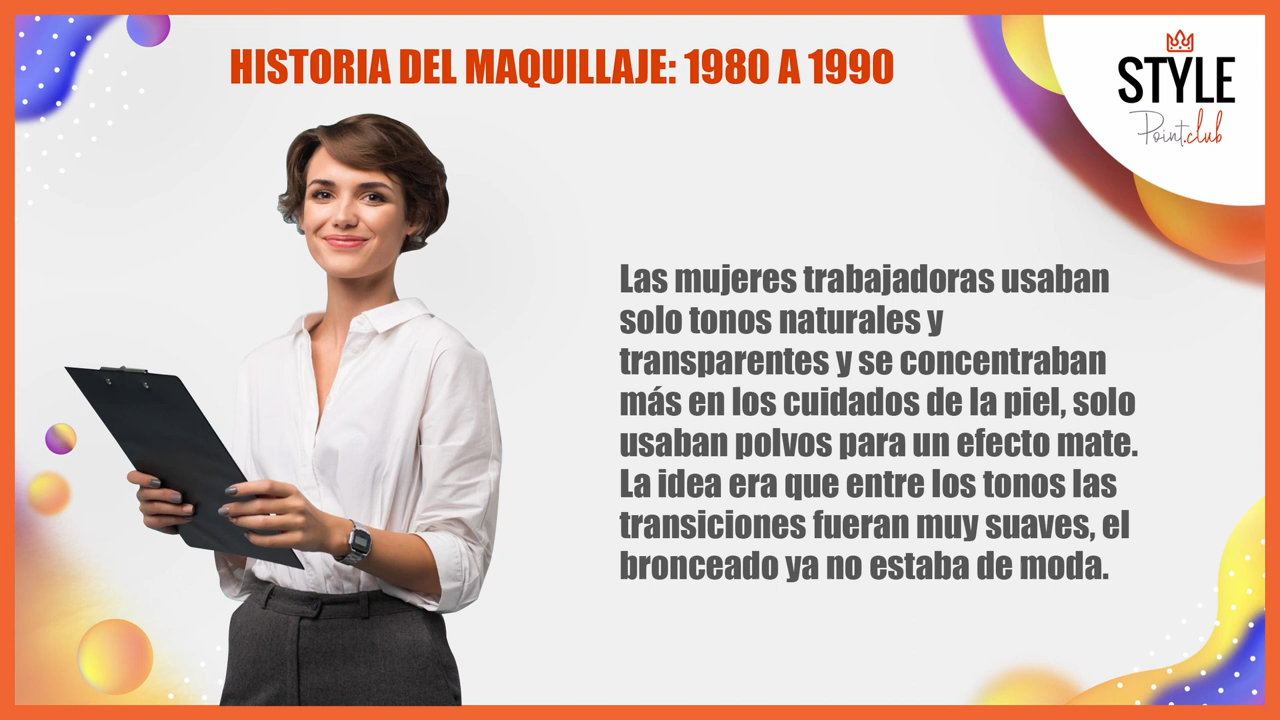 HISTORIA DEL MAQUILLAJE: 1980 A 1990
STYLE
Point.club
Las mujeres trabajadoras usaban
solo tonos naturales y
transparentes y se concentraban
más en los cuidados de la piel, solo
usaban polvos para un efecto mate.
La idea era que entre los tonos las
transiciones fueran muy suaves, el
bronceado ya no estaba de moda.